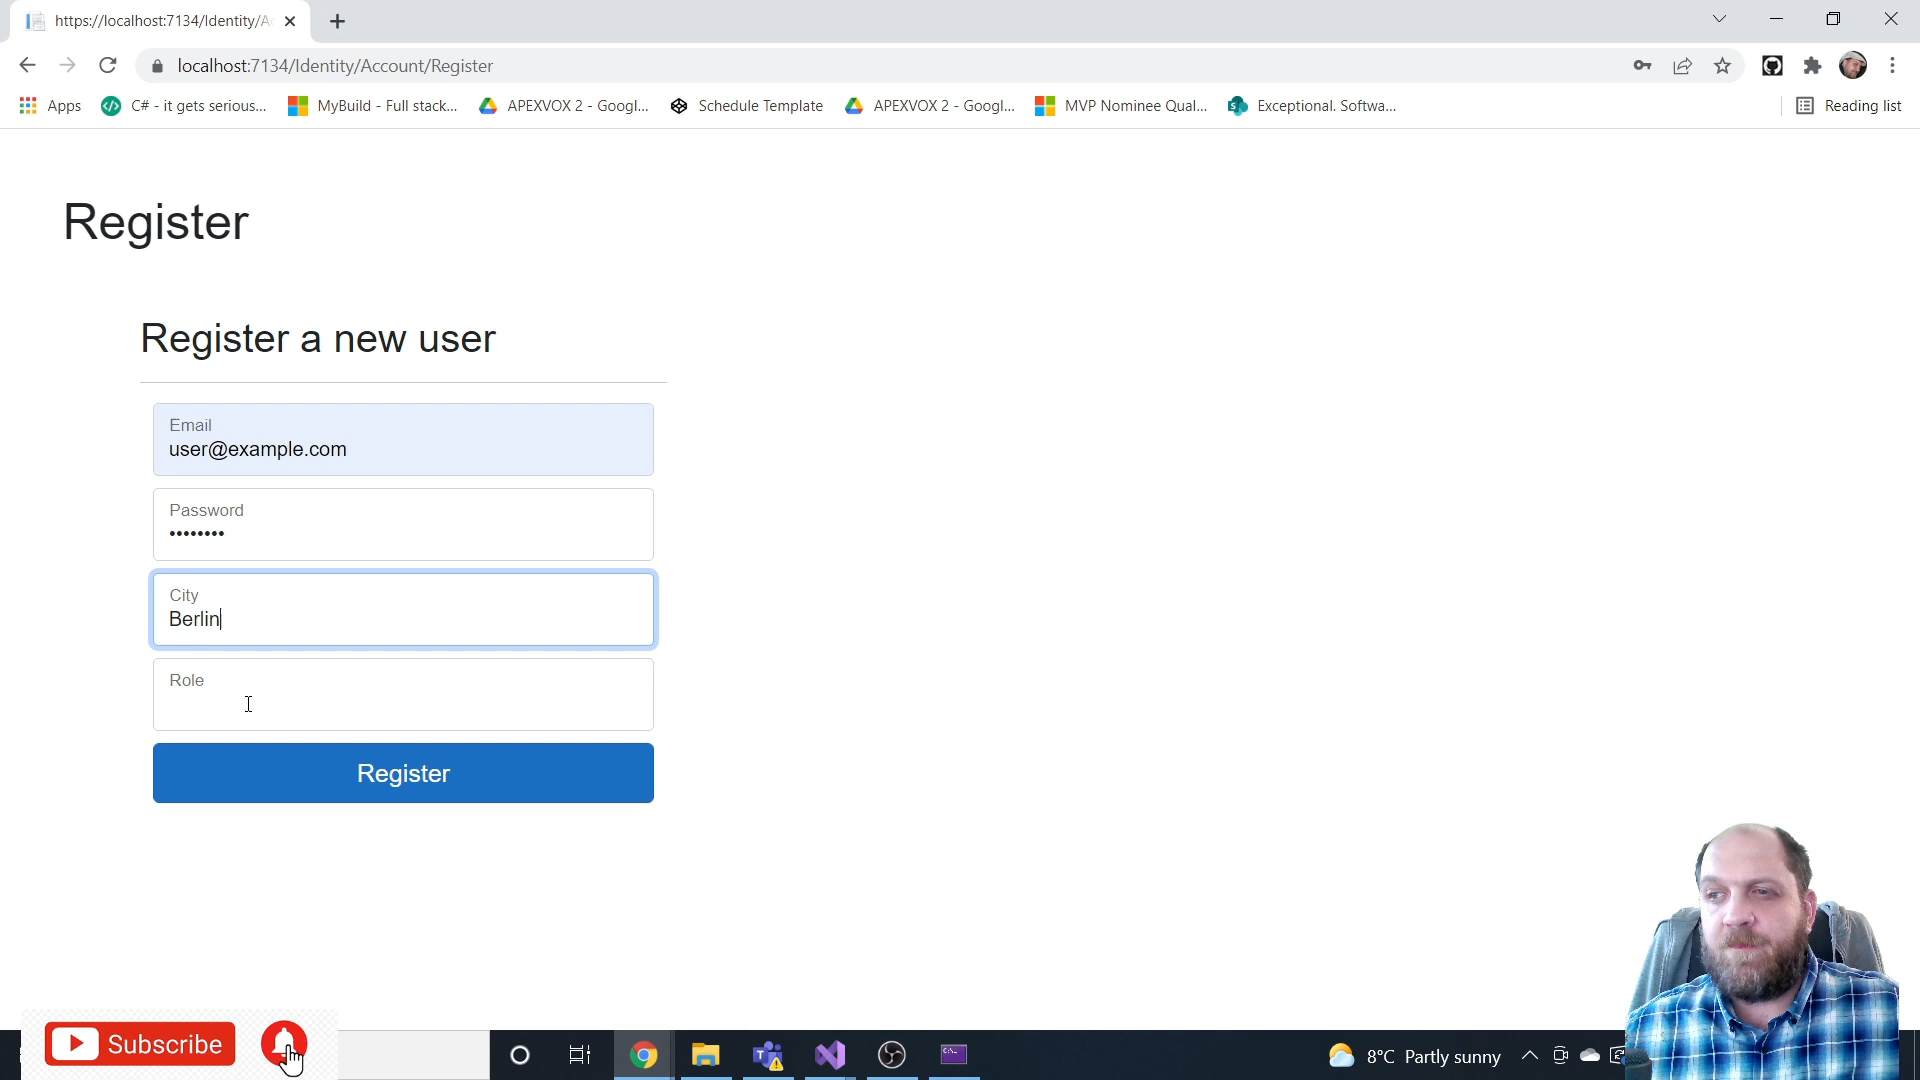 https://localhost:7134/Identity/Ac
localhost:7134/Identity/Account/Register
Apps
C# - it gets serious...
MyBuild - Full stack...
APEXVOX 2 - Googl...
Schedule Template
APEXVOX 2 - Googl...
MVP Nominee Qual...
Exceptional. Softwa...
Reading list
Register
Register a new user
Email
user@example.com
Password
••••••••
City
Berlin
Role
Register
Subscribe
8°C Partly sunny